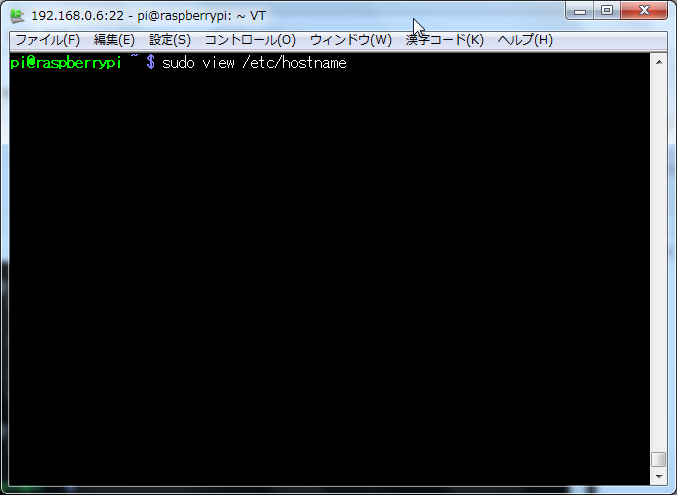 192.168.0.6:22 - pi@raspberrypi: ~ VT
ファイル(F) 編集(E) 設定(S) コントロール(O) ウィンドウ(W) 漢字コード(K) ヘルプ(H)
pi@raspberrypi ~ $ sudo view /etc/hostname